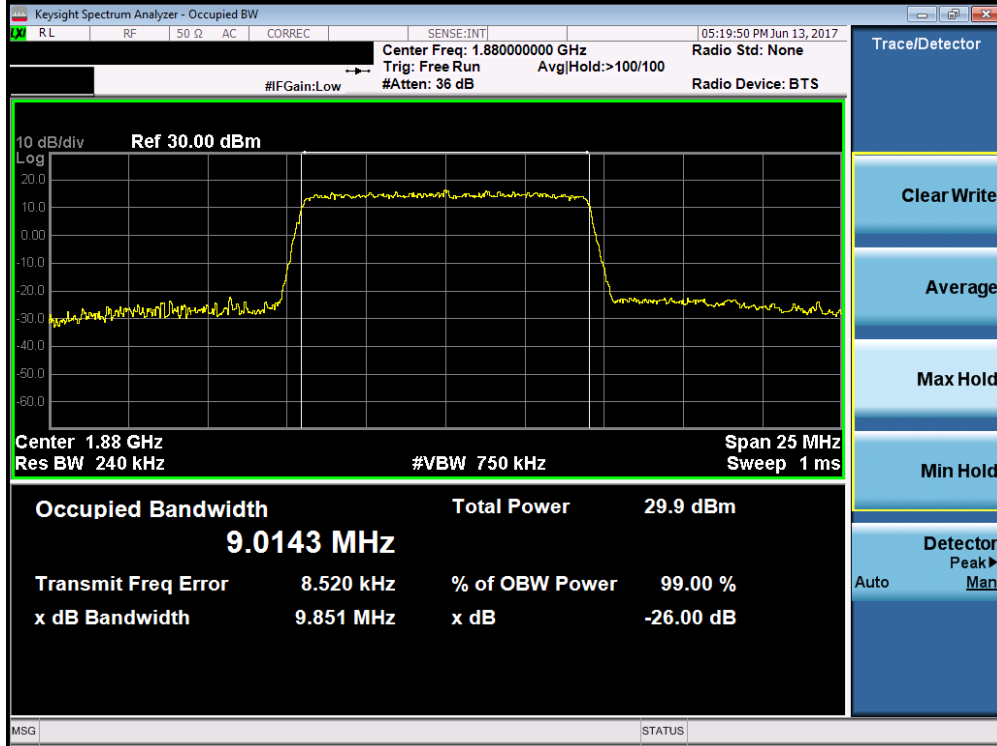 Keysight Spectrum Analyzer - Occupied BW
LXI RL RF 50 Ω AC CORREC SENSE:INT 05:19:50 PM Jun 13, 2017
Center Freq: 1.880000000 GHz Radio Std: None
Trig: Free Run Avg|Hold:>100/100
#IFGain:Low #Atten: 36 dB Radio Device: BTS
10 dB/div Ref 30.00 dBm
Log
20.0
10.0
0.00
-10.0
-20.0
-30.0
-40.0
-50.0
-60.0
Center 1.88 GHz Span 25 MHz
Res BW 240 kHz #VBW 750 kHz Sweep 1 ms
Occupied Bandwidth Total Power 29.9 dBm
9.0143 MHz
Transmit Freq Error 8.520 kHz % of OBW Power 99.00 %
x dB Bandwidth 9.851 MHz x dB -26.00 dB
MSG STATUS
Trace/Detector
Clear Write
Average
Max Hold
Min Hold
Detector
Peak▶
Auto Man